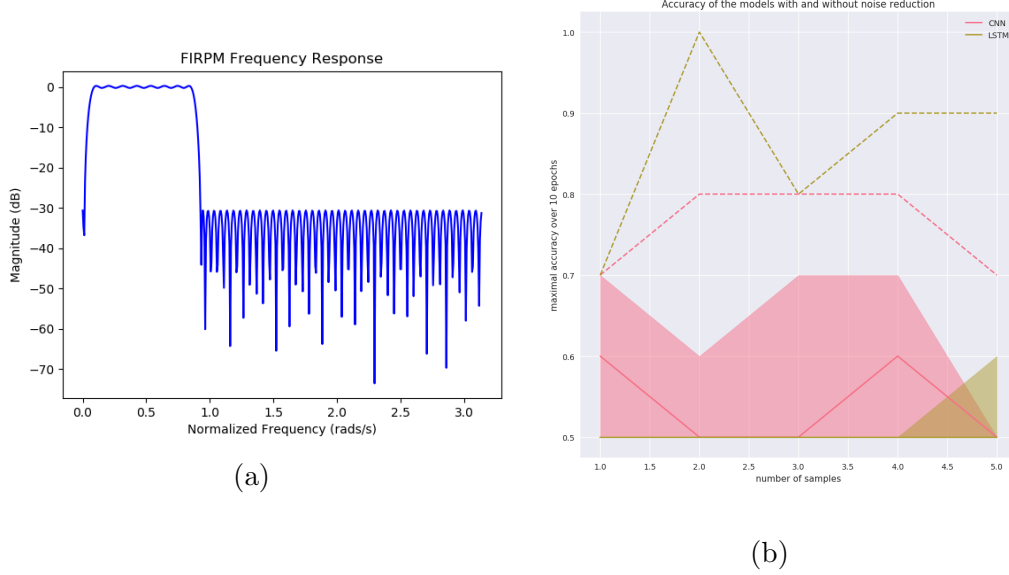 FIRPM Frequency Response
0
−10
−20
−30
−40
−50
−60
−70
Magnitude (dB)
0.0 0.5 1.0 1.5 2.0 2.5 3.0
Normalized Frequency (rads/s)
(a)
Accuracy of the models with and without noise reduction
CNN
LSTM
1.0
0.9
0.8
0.7
0.6
0.5
maximal accuracy over 10 epochs
1.0 1.5 2.0 2.5 3.0 3.5 4.0 4.5 5.0
number of samples
(b)